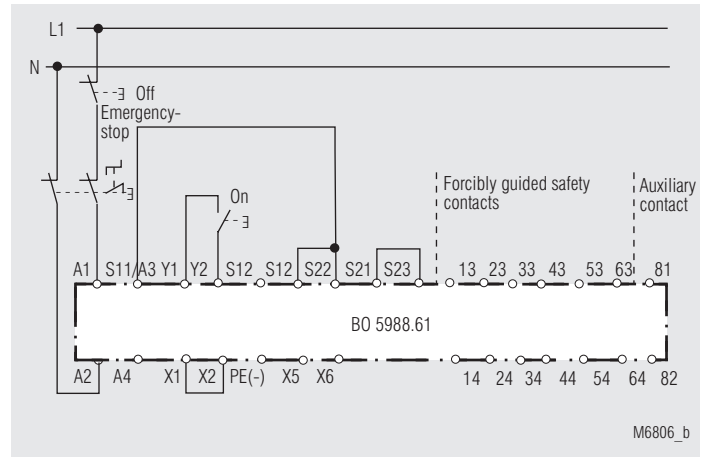 L1
N
Off
Emergency-
stop
On
Forcibly guided safety
contacts
Auxiliary
contact
A1 S11/A3 Y1 Y2 S12 S12 S22 S21 S23 13 23 33 43 53 63 81
BO 5988.61
A2 A4 X1 X2 PE(-) X5 X6 14 24 34 44 54 64 82
M6806_b